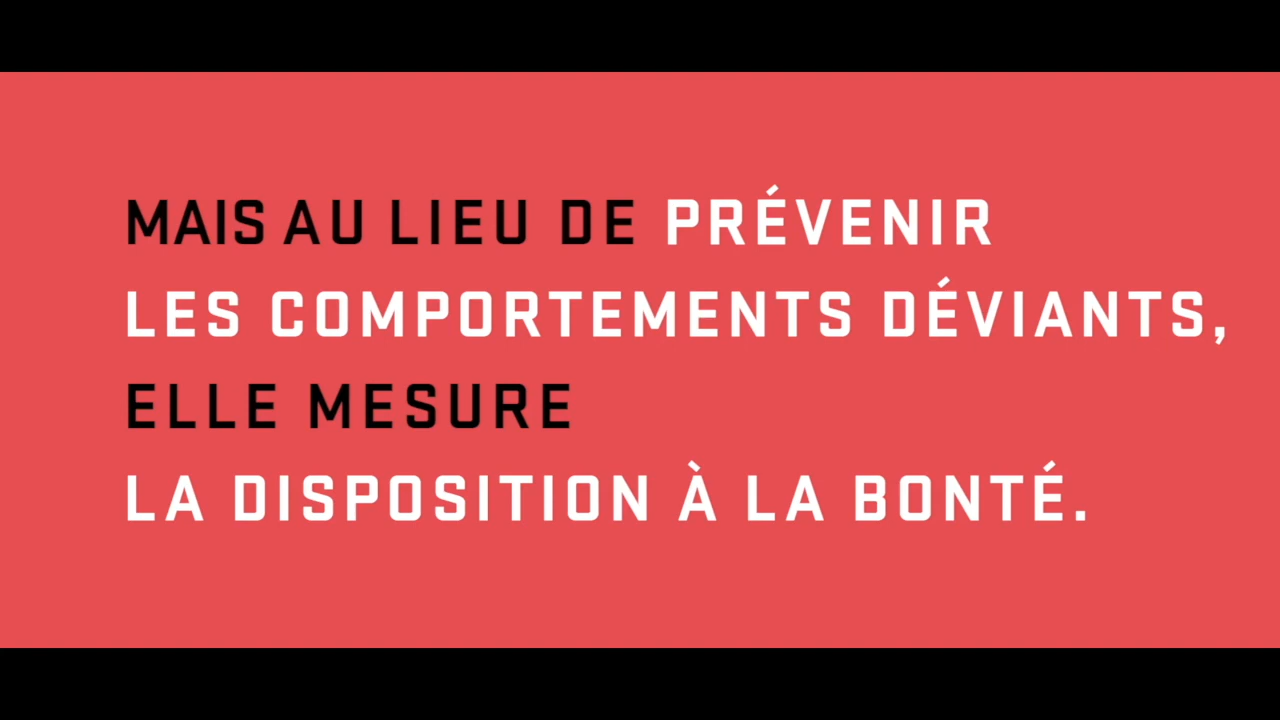 MAIS AU LIEU DE PRÉVENIR
LES COMPORTEMENTS DÉVIANTS,
ELLE MESURE
LA DISPOSITION À LA BONTÉ.